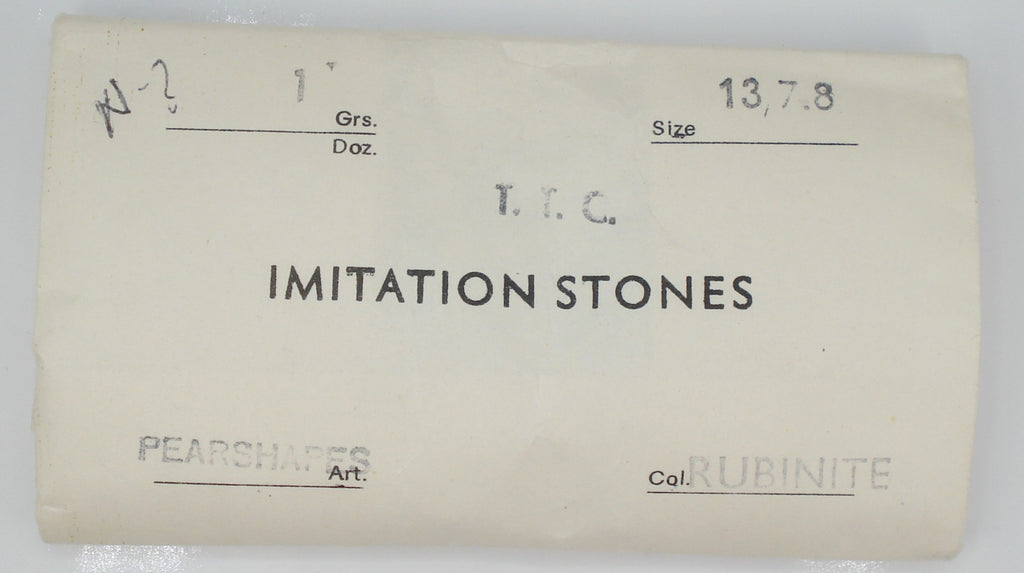 1
Grs.
Doz.
Size 13,7.8
T. T. C.
IMITATION STONES
PEARSHAPES
Art.
Col. RUBINITE